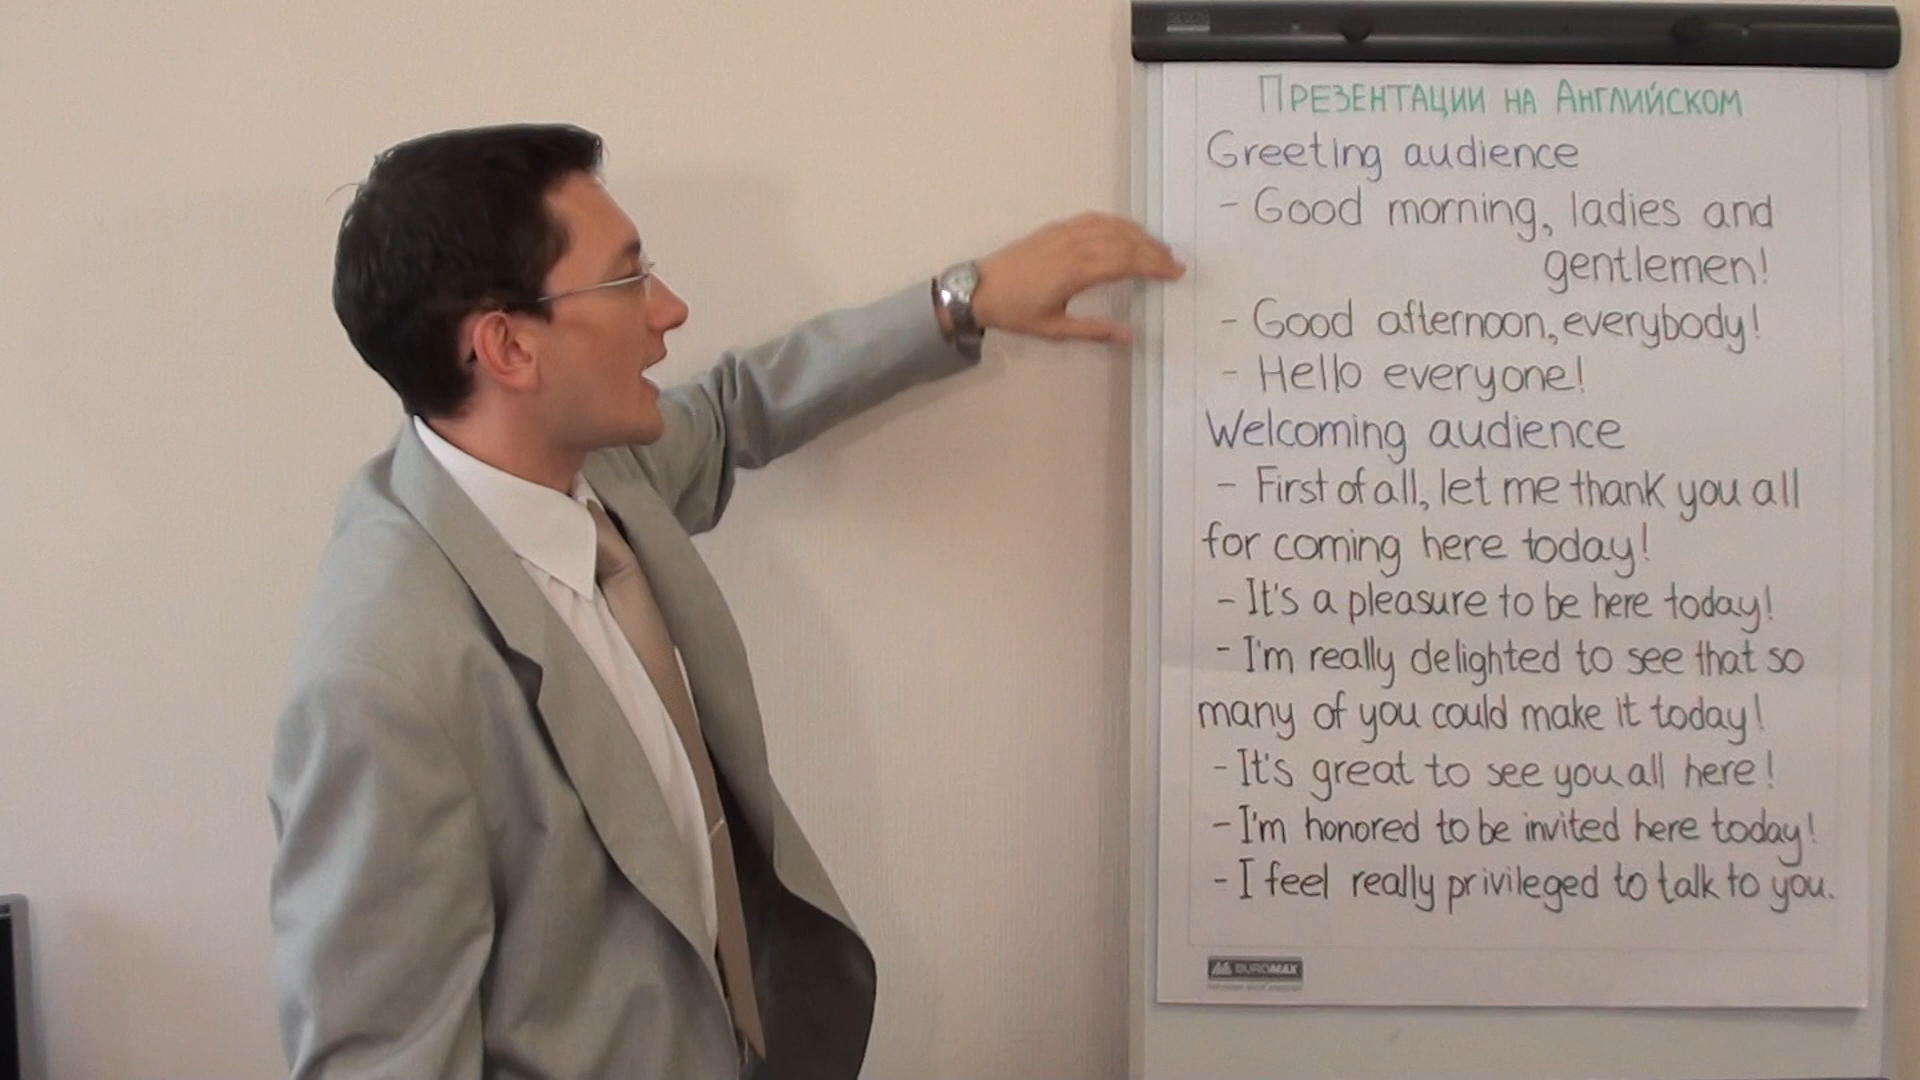 Презентации на Английском
Greeting audience
- Good morning, ladies and
gentlemen!
- Good afternoon, everybody!
- Hello everyone!
Welcoming audience
- First of all, let me thank you all
for coming here today!
- It's a pleasure to be here today!
- I'm really delighted to see that so
many of you could make it today!
- It's great to see you all here!
- I'm honored to be invited here today!
- I feel really privileged to talk to you.
BUROMAX